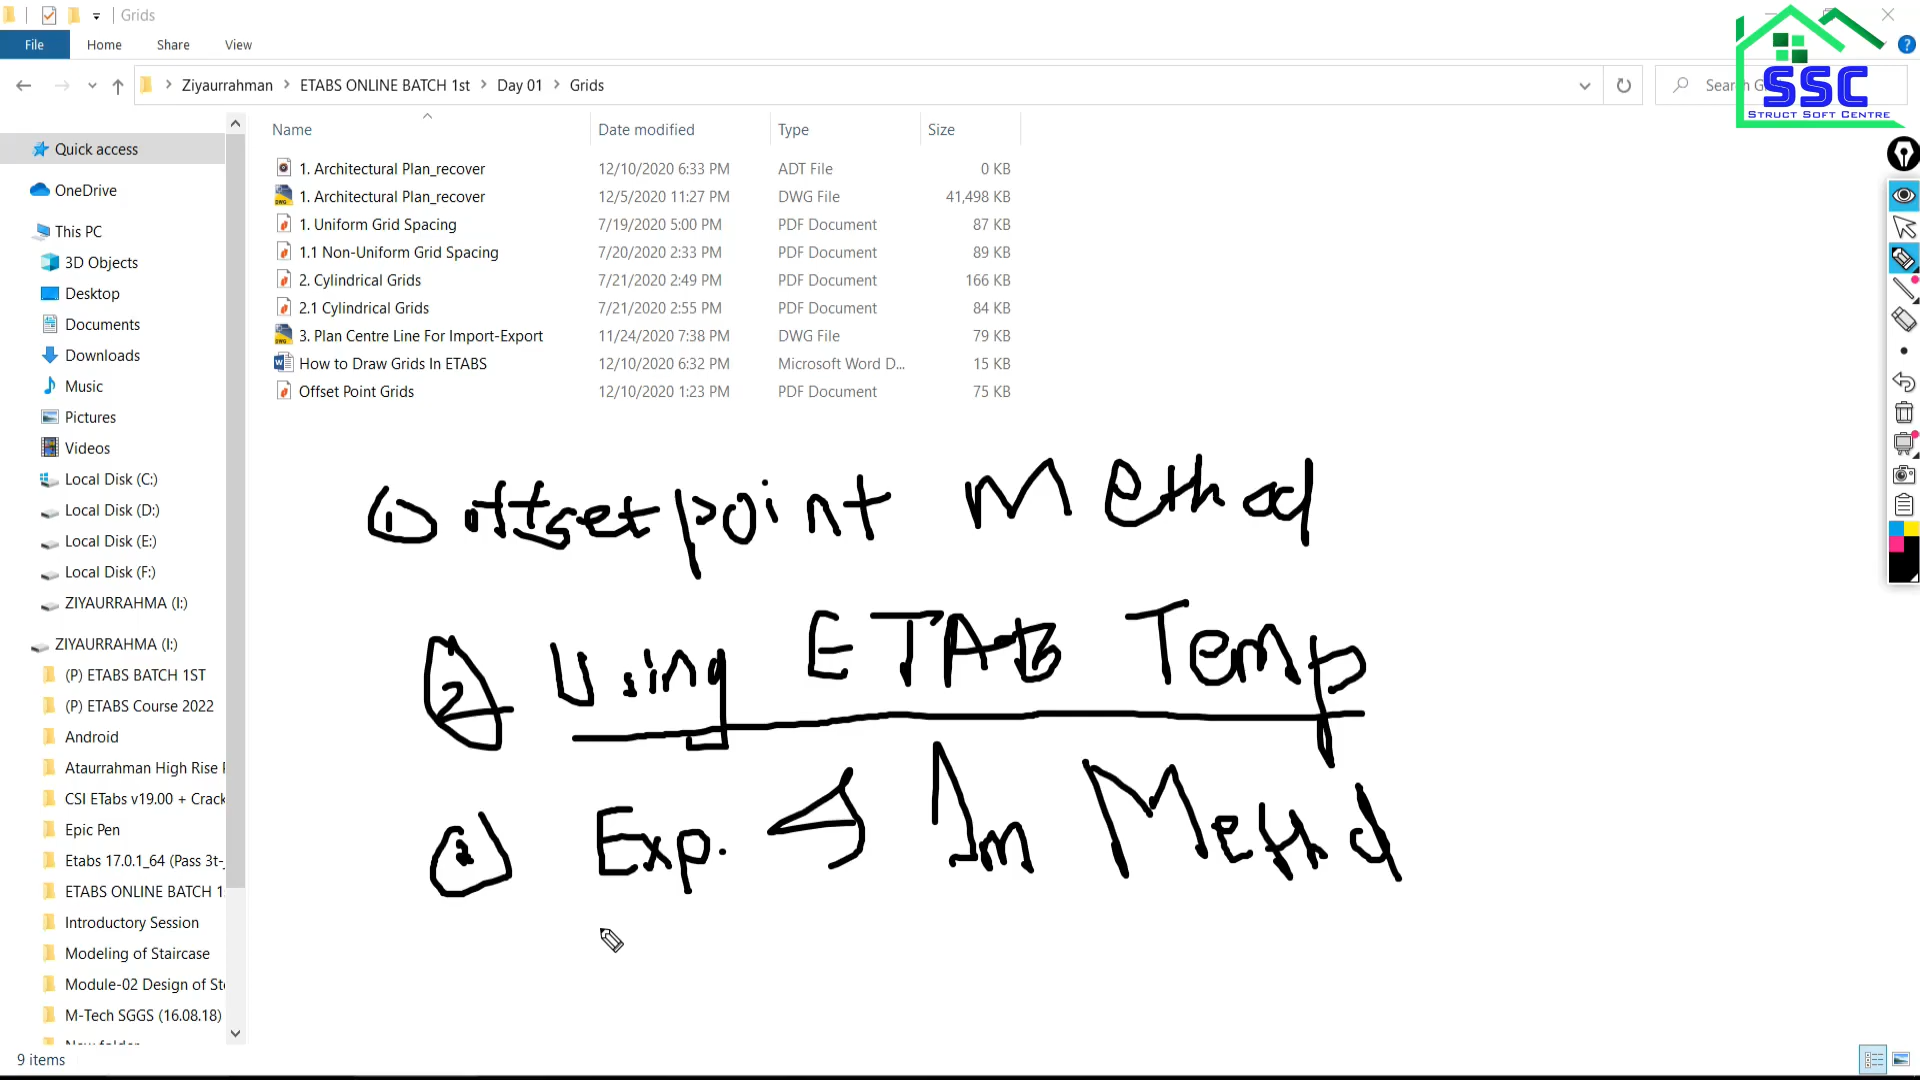 Grids
File Home Share View
Ziyaurrahman ETABS ONLINE BATCH 1st Day 01 Grids
Search G
SSC
STRUCT SOFT CENTRE
Name Date modified Type Size
Quick access
OneDrive
This PC
3D Objects
Desktop
Documents
Downloads
Music
Pictures
Videos
Local Disk (C:)
Local Disk (D:)
Local Disk (E:)
Local Disk (F:)
ZIYAURRAHMA (I:)
ZIYAURRAHMA (I:)
(P) ETABS BATCH 1ST
(P) ETABS Course 2022
Android
Ataurrahman High Rise
CSI ETabs v19.00 + Crack
Epic Pen
Etabs 17.0.1_64 (Pass 3t-
ETABS ONLINE BATCH 1
Introductory Session
Modeling of Staircase
Module-02 Design of Ste
M-Tech SGGS (16.08.18)
1. Architectural Plan_recover 12/10/2020 6:33 PM ADT File 0 KB
1. Architectural Plan_recover 12/5/2020 11:27 PM DWG File 41,498 KB
1. Uniform Grid Spacing 7/19/2020 5:00 PM PDF Document 87 KB
1.1 Non-Uniform Grid Spacing 7/20/2020 2:33 PM PDF Document 89 KB
2. Cylindrical Grids 7/21/2020 2:49 PM PDF Document 166 KB
2.1 Cylindrical Grids 7/21/2020 2:55 PM PDF Document 84 KB
3. Plan Centre Line For Import-Export 11/24/2020 7:38 PM DWG File 79 KB
How to Draw Grids In ETABS 12/10/2020 6:32 PM Microsoft Word D... 15 KB
Offset Point Grids 12/10/2020 1:23 PM PDF Document 75 KB
1 offset point Method
2 Using ETAB Temp
Exp. Im Method
9 items